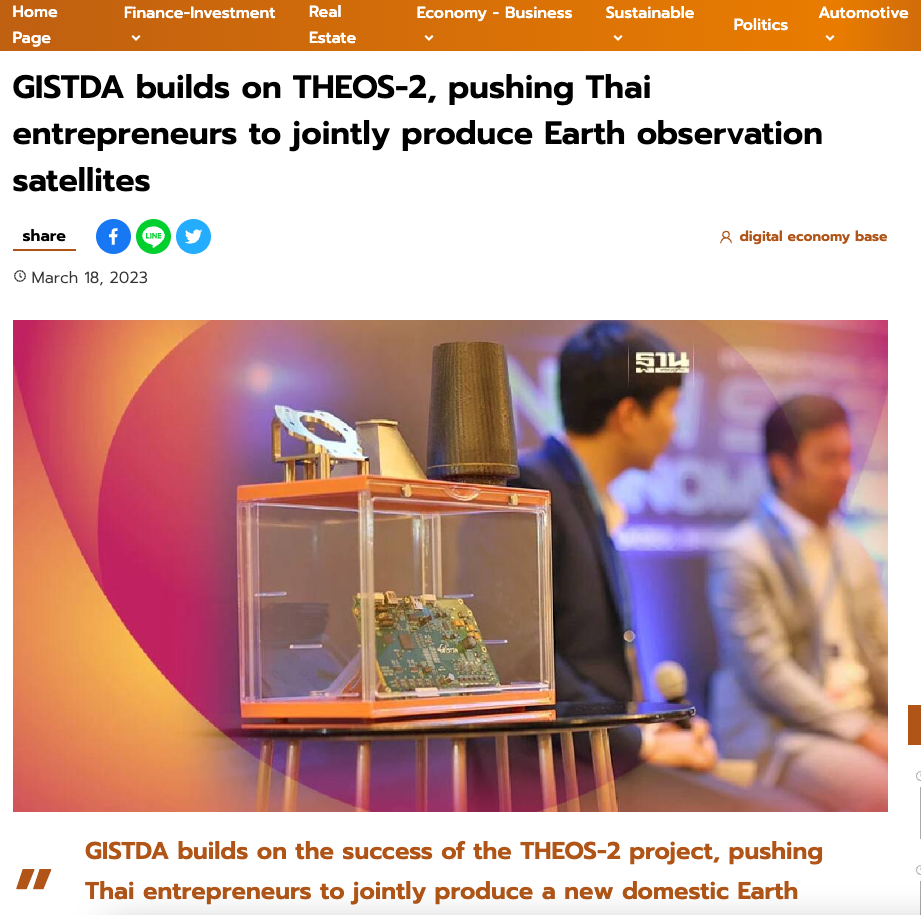 Home
Page
Finance-Investment
Real
Estate
Economy - Business
Sustainable
Politics
Automotive
GISTDA builds on THEOS-2, pushing Thai
entrepreneurs to jointly produce Earth observation
satellites
share
LINE
digital economy base
March 18, 2023
ฐาน
GISTDA builds on the success of the THEOS-2 project, pushing
Thai entrepreneurs to jointly produce a new domestic Earth